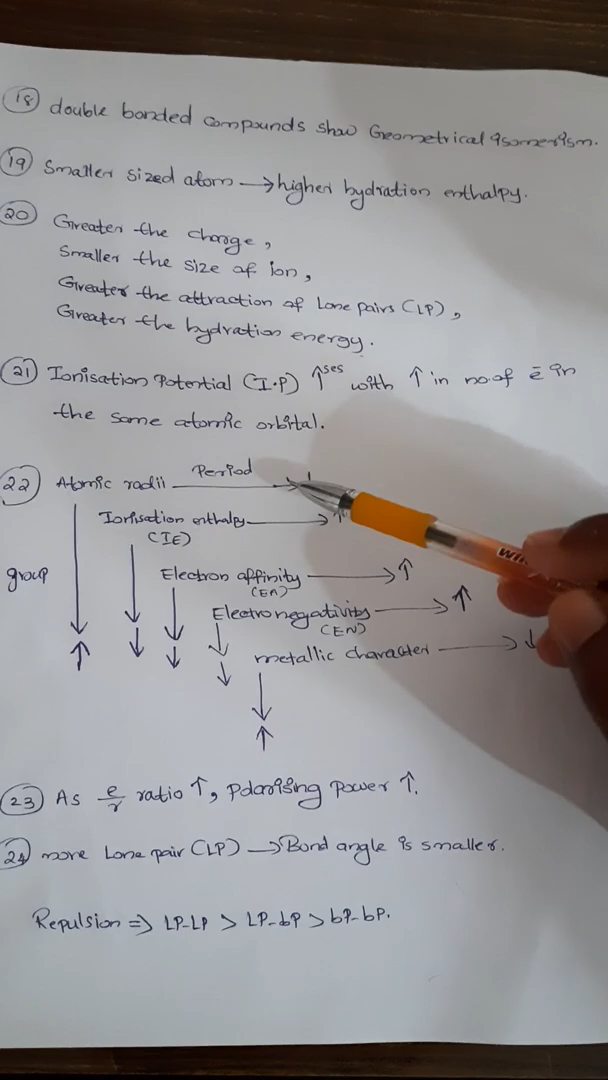 18 double bonded compounds show Geometrical isomerism.
19 Smaller sized atom → higher hydration enthalpy.
20 Greater the charge,
Smaller the size of ion,
Greater the attraction of Lone pairs (LP),
Greater the hydration energy.
21 Ionisation Potential (I.P) ↑ses with ↑ in no.of ē in
the same atomic orbital.
22 Atomic radii Period →
Ionisation enthalpy → ↑
(IE)
group
Electron affinity → ↑
(EA)
Electronegativity → ↑
(EN)
metallic character → ↓
↑ ↓ ↓ ↓ ↑
23 As e/r ratio ↑, Polarising Power ↑.
24 more Lone pair (LP) → Bond angle is smaller.
Repulsion ⇒ LP-LP > LP-bP > bP-bP.